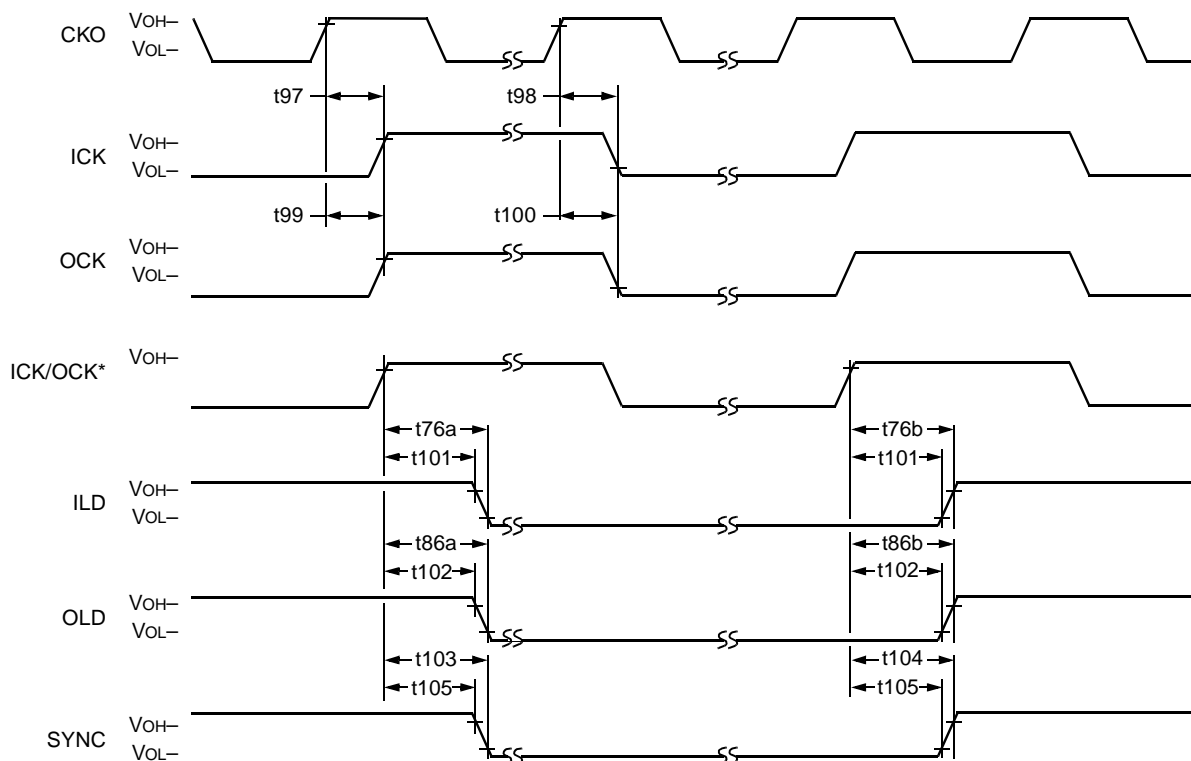 CKO VOH– VOL–
t97 t98
ICK VOH– VOL–
t99 t100
OCK VOH– VOL–
ICK/OCK* VOH–
t76a t76b
t101 t101
ILD VOH– VOL–
t86a t86b
t102 t102
OLD VOH– VOL–
t103 t104
t105 t105
SYNC VOH– VOL–